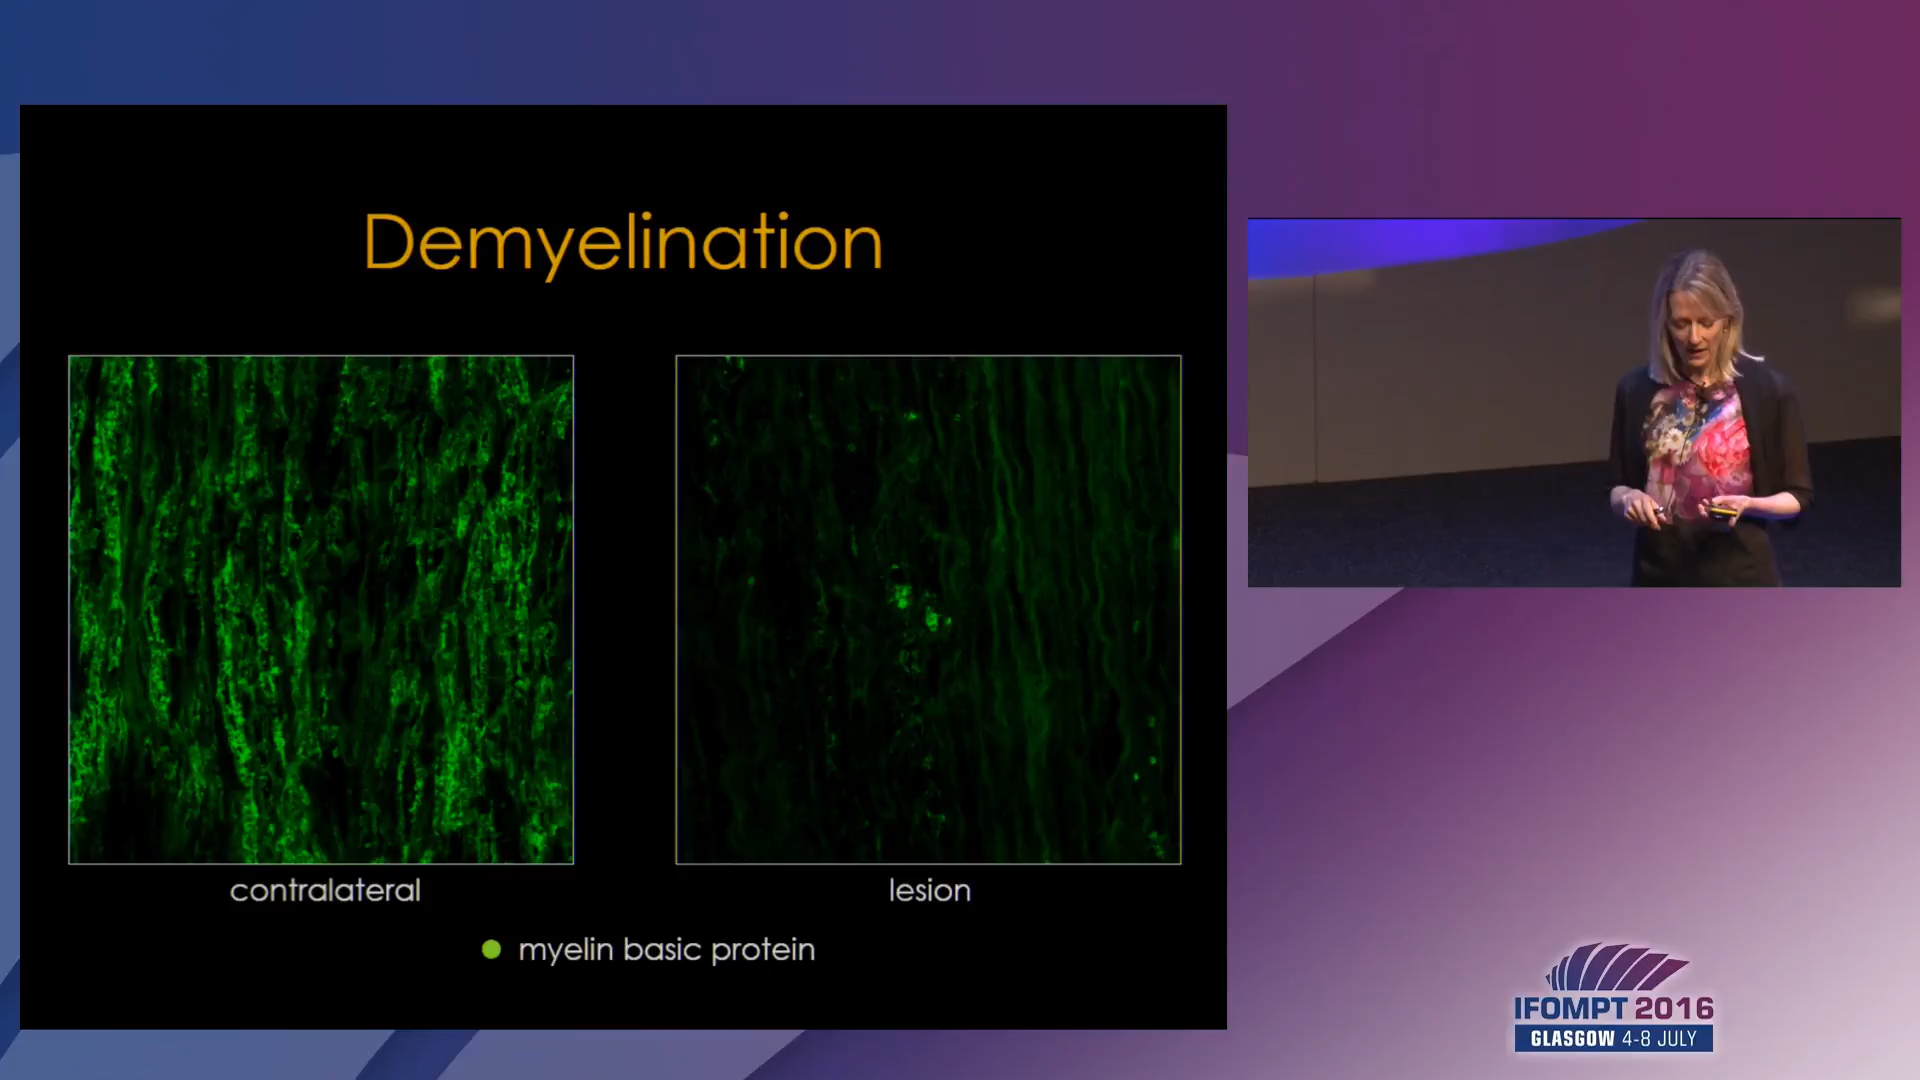 Demyelination
contralateral
lesion
myelin basic protein
IFOMPT 2016
GLASGOW 4-8 JULY